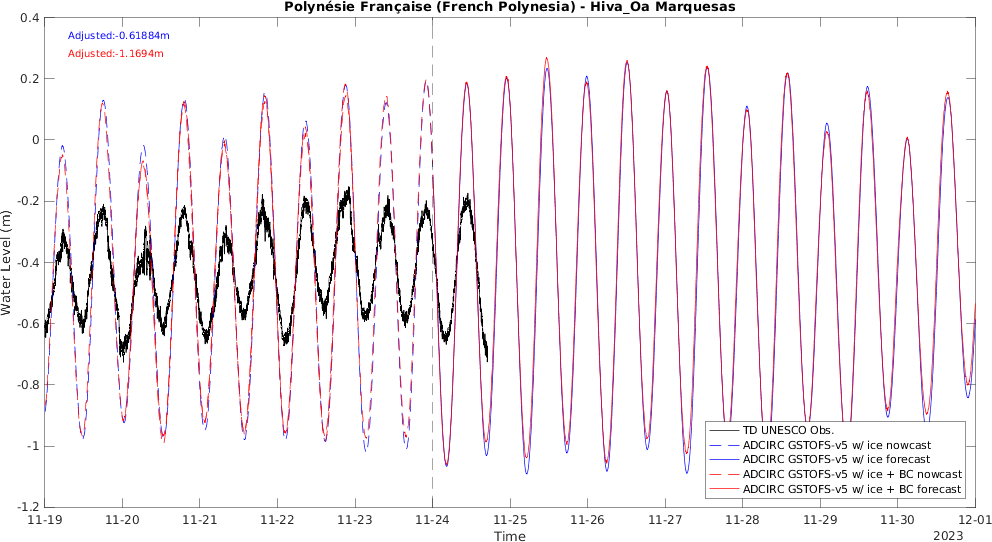 Polynésie Française (French Polynesia) - Hiva_Oa Marquesas
Adjusted:-0.61884m
Adjusted:-1.1694m
Water Level (m)
0.4
0.2
0
-0.2
-0.4
-0.6
-0.8
-1
-1.2
TD UNESCO Obs.
ADCIRC GSTOFS-v5 w/ ice nowcast
ADCIRC GSTOFS-v5 w/ ice forecast
ADCIRC GSTOFS-v5 w/ ice + BC nowcast
ADCIRC GSTOFS-v5 w/ ice + BC forecast
11-19 11-20 11-21 11-22 11-23 11-24 11-25 11-26 11-27 11-28 11-29 11-30 12-01
Time
2023